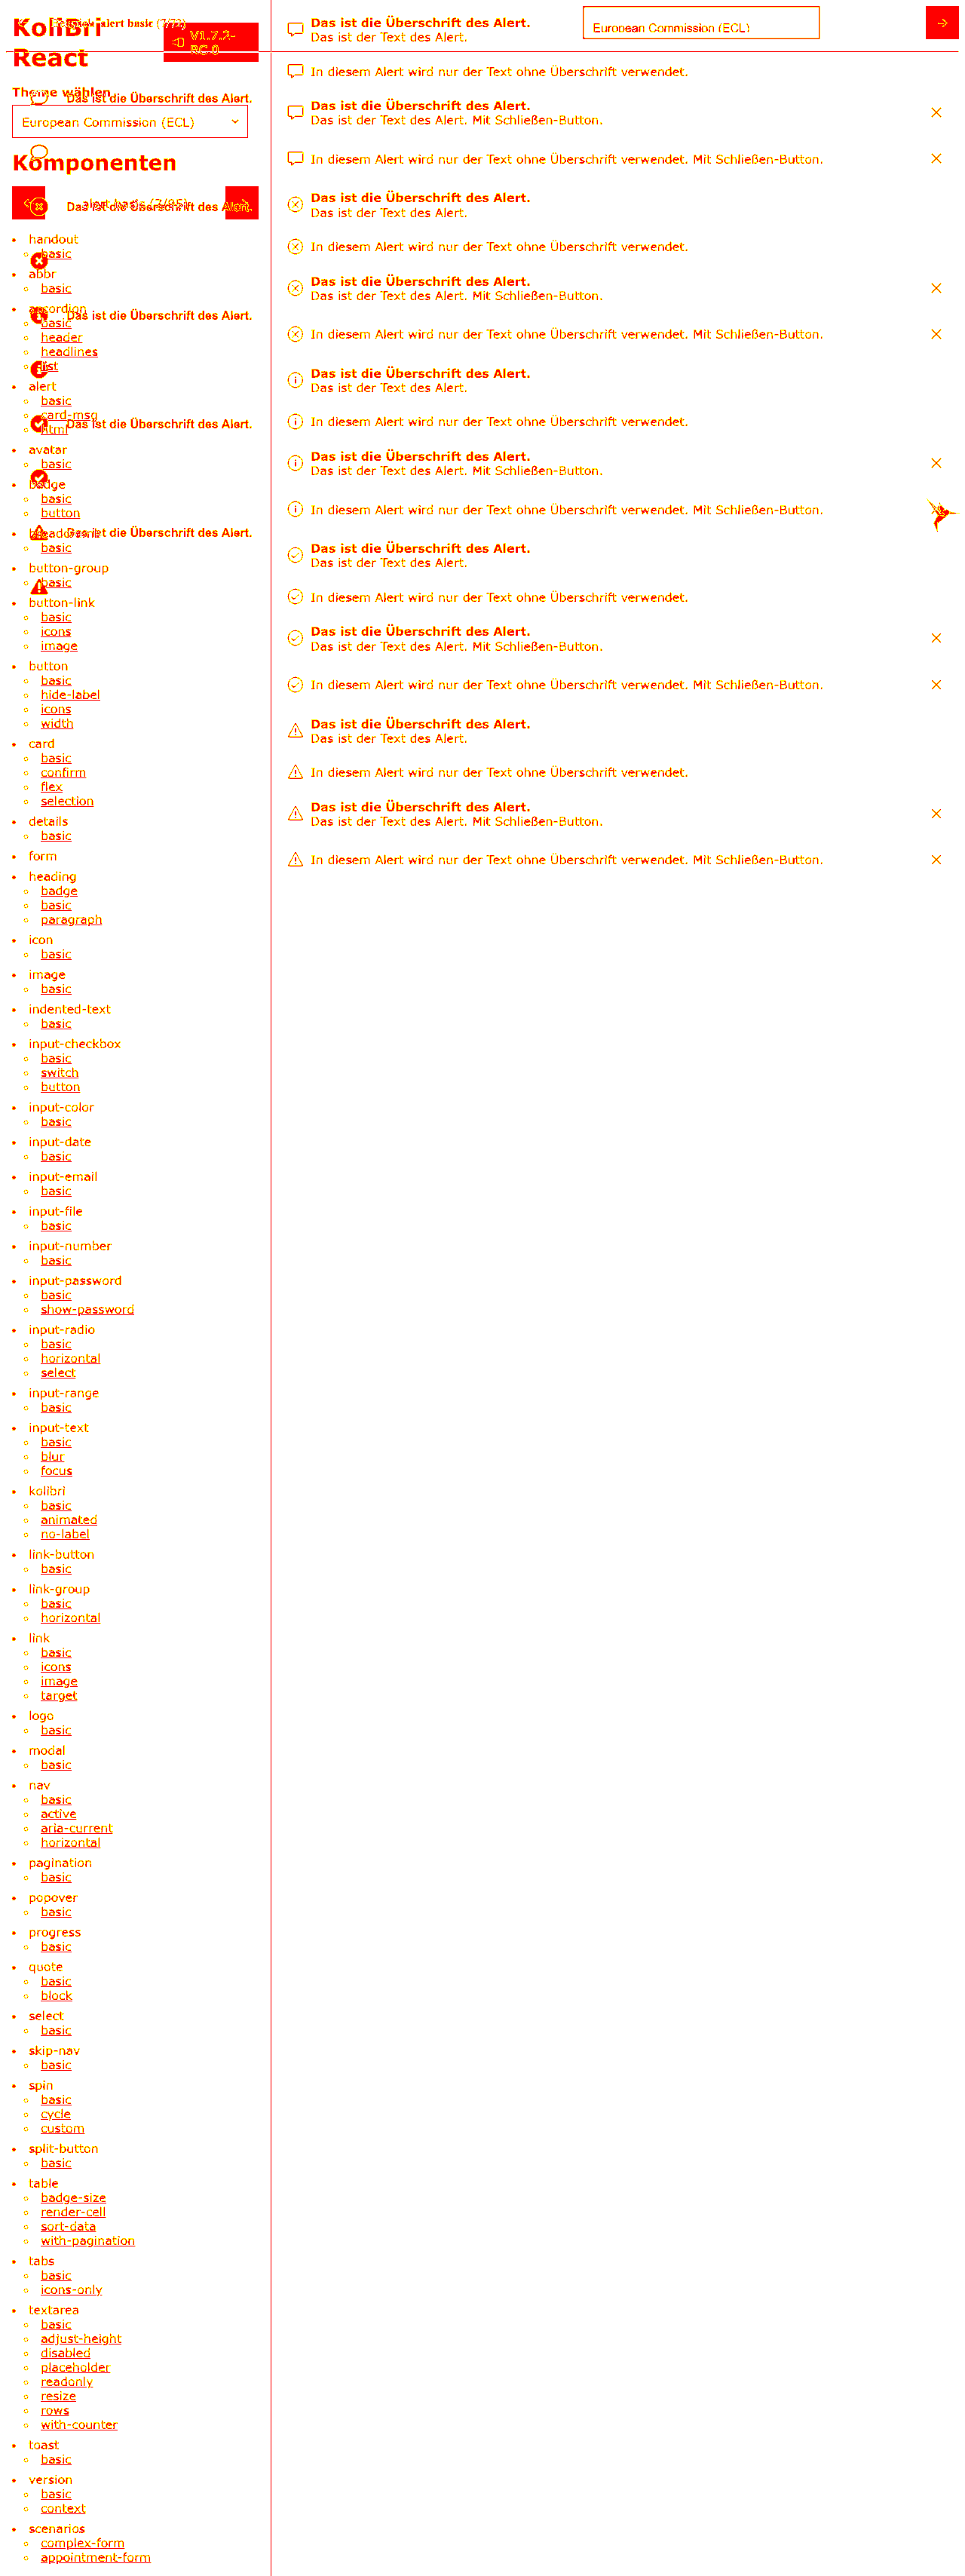 KoliBri
React
V1.7.2-
RC.0
Theme wählen
European Commission (ECL)
Komponenten
alert basic (7/95)
handout
basic
abbr
basic
accordion
basic
header
headlines
list
alert
basic
card-msg
html
avatar
basic
badge
basic
button
breadcrumb
basic
button-group
basic
button-link
basic
icons
image
button
basic
hide-label
icons
width
card
basic
confirm
flex
selection
details
basic
form
heading
badge
basic
paragraph
icon
basic
image
basic
indented-text
basic
input-checkbox
basic
switch
button
input-color
basic
input-date
basic
input-email
basic
input-file
basic
input-number
basic
input-password
basic
show-password
input-radio
basic
horizontal
select
input-range
basic
input-text
basic
blur
focus
kolibri
basic
animated
no-label
link-button
basic
link-group
basic
horizontal
link
basic
icons
image
target
logo
basic
modal
basic
nav
basic
active
aria-current
horizontal
pagination
basic
popover
basic
progress
basic
quote
basic
block
select
basic
skip-nav
basic
spin
basic
cycle
custom
split-button
basic
table
badge-size
render-cell
sort-data
with-pagination
tabs
basic
icons-only
textarea
basic
adjust-height
disabled
placeholder
readonly
resize
rows
with-counter
toast
basic
version
basic
context
scenarios
complex-form
appointment-form
alert basic
Das ist die Überschrift des Alert.
Das ist die Überschrift des Alert.
Das ist die Überschrift des Alert.
Das ist die Überschrift des Alert.
Das ist die Überschrift des Alert.
European Commission (ECL)
Das ist die Überschrift des Alert.
Das ist der Text des Alert.
In diesem Alert wird nur der Text ohne Überschrift verwendet.
Das ist die Überschrift des Alert.
Das ist der Text des Alert. Mit Schließen-Button.
In diesem Alert wird nur der Text ohne Überschrift verwendet. Mit Schließen-Button.
Das ist die Überschrift des Alert.
Das ist der Text des Alert.
In diesem Alert wird nur der Text ohne Überschrift verwendet.
Das ist die Überschrift des Alert.
Das ist der Text des Alert. Mit Schließen-Button.
In diesem Alert wird nur der Text ohne Überschrift verwendet. Mit Schließen-Button.
Das ist die Überschrift des Alert.
Das ist der Text des Alert.
In diesem Alert wird nur der Text ohne Überschrift verwendet.
Das ist die Überschrift des Alert.
Das ist der Text des Alert. Mit Schließen-Button.
In diesem Alert wird nur der Text ohne Überschrift verwendet. Mit Schließen-Button.
Das ist die Überschrift des Alert.
Das ist der Text des Alert.
In diesem Alert wird nur der Text ohne Überschrift verwendet.
Das ist die Überschrift des Alert.
Das ist der Text des Alert. Mit Schließen-Button.
In diesem Alert wird nur der Text ohne Überschrift verwendet. Mit Schließen-Button.
Das ist die Überschrift des Alert.
Das ist der Text des Alert.
In diesem Alert wird nur der Text ohne Überschrift verwendet.
Das ist die Überschrift des Alert.
Das ist der Text des Alert. Mit Schließen-Button.
In diesem Alert wird nur der Text ohne Überschrift verwendet. Mit Schließen-Button.